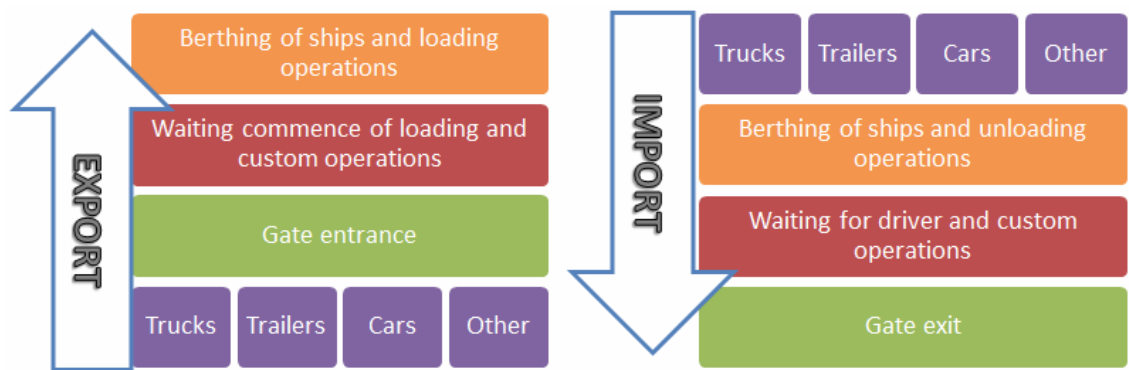 EXPORT
Berthing of ships and loading
operations
Waiting commence of loading and
custom operations
Gate entrance
Trucks
Trailers
Cars
Other
IMPORT
Trucks
Trailers
Cars
Other
Berthing of ships and unloading
operations
Waiting for driver and custom
operations
Gate exit